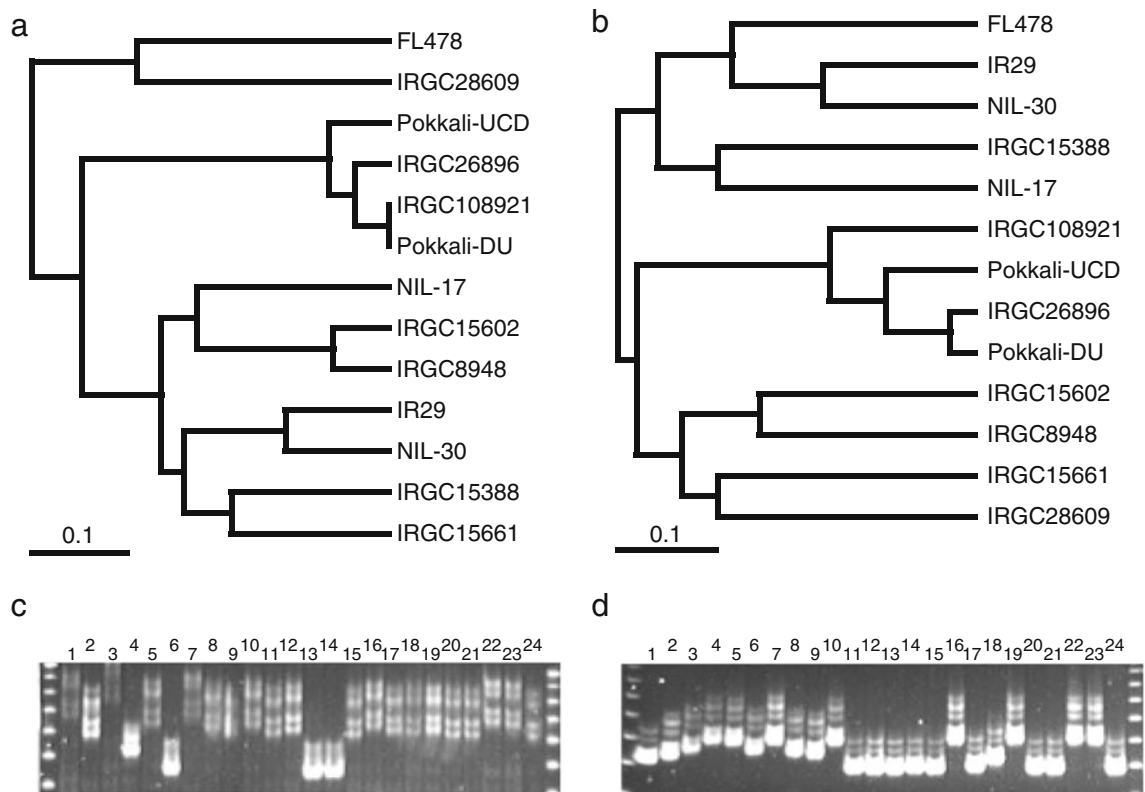 a
FL478
IRGC28609
Pokkali-UCD
IRGC26896
IRGC108921
Pokkali-DU
NIL-17
IRGC15602
IRGC8948
IR29
NIL-30
IRGC15388
IRGC15661
0.1
b
FL478
IR29
NIL-30
IRGC15388
NIL-17
IRGC108921
Pokkali-UCD
IRGC26896
Pokkali-DU
IRGC15602
IRGC8948
IRGC15661
IRGC28609
0.1
c
1 2 3 4 5 6 7 8 9 10 11 12 13 14 15 16 17 18 19 20 21 22 23 24
d
1 2 3 4 5 6 7 8 9 10 11 12 13 14 15 16 17 18 19 20 21 22 23 24